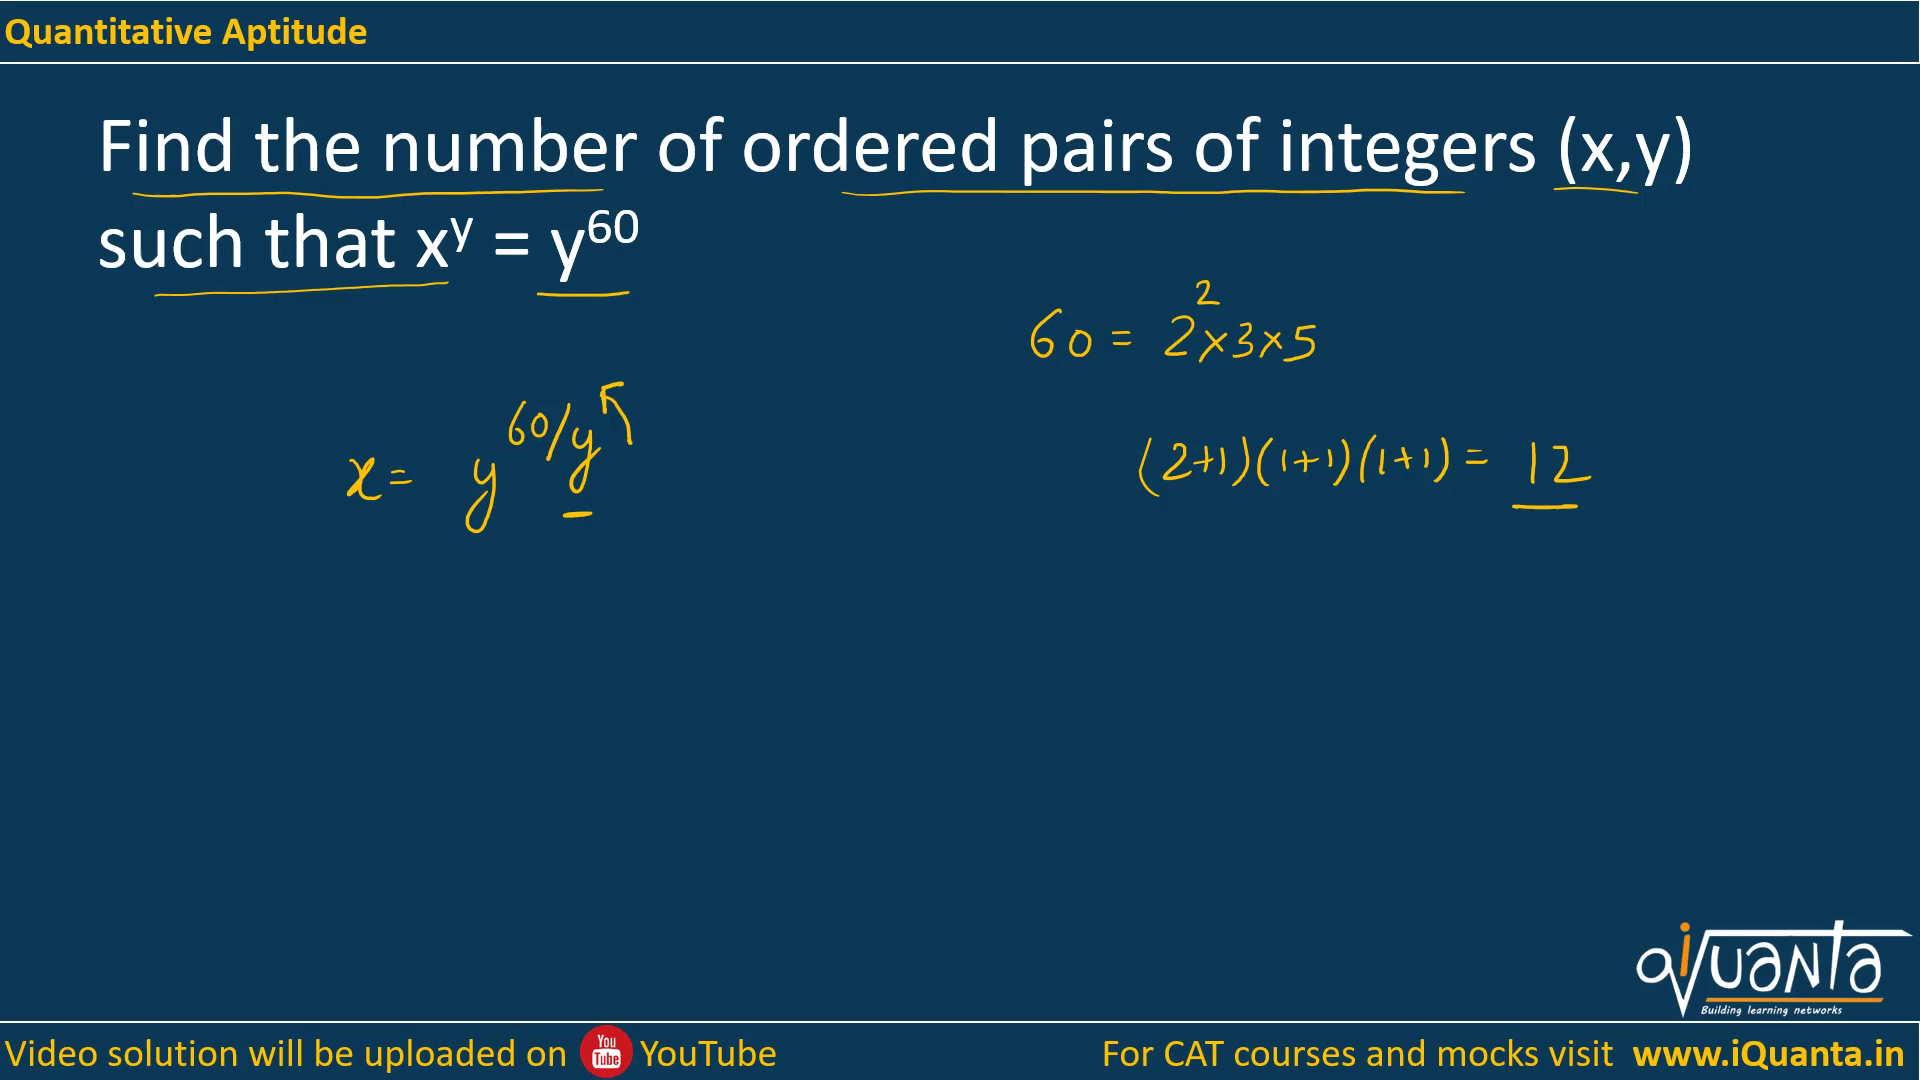 Quantitative Aptitude
Find the number of ordered pairs of integers (x,y)
such that xʸ = y⁶⁰
60 = 2² × 3 × 5
x = y^60/y
(2+1)(1+1)(1+1) = 12
iQuanta
Building learning networks
Video solution will be uploaded on You Tube YouTube
For CAT courses and mocks visit www.iQuanta.in